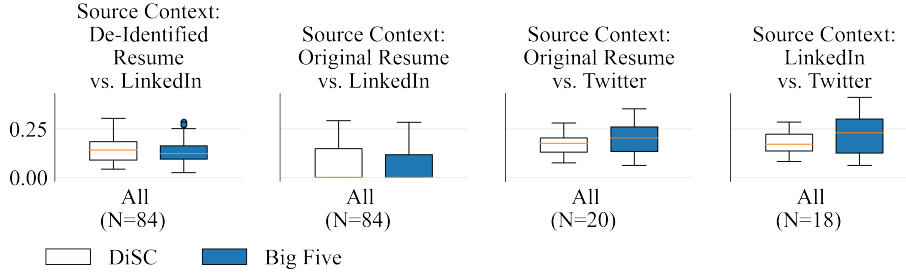 Source Context:
De-Identified
Resume
vs. LinkedIn
Source Context:
Original Resume
vs. LinkedIn
Source Context:
Original Resume
vs. Twitter
Source Context:
LinkedIn
vs. Twitter
0.25
0.00
All
(N=84)
All
(N=84)
All
(N=20)
All
(N=18)
DiSC
Big Five